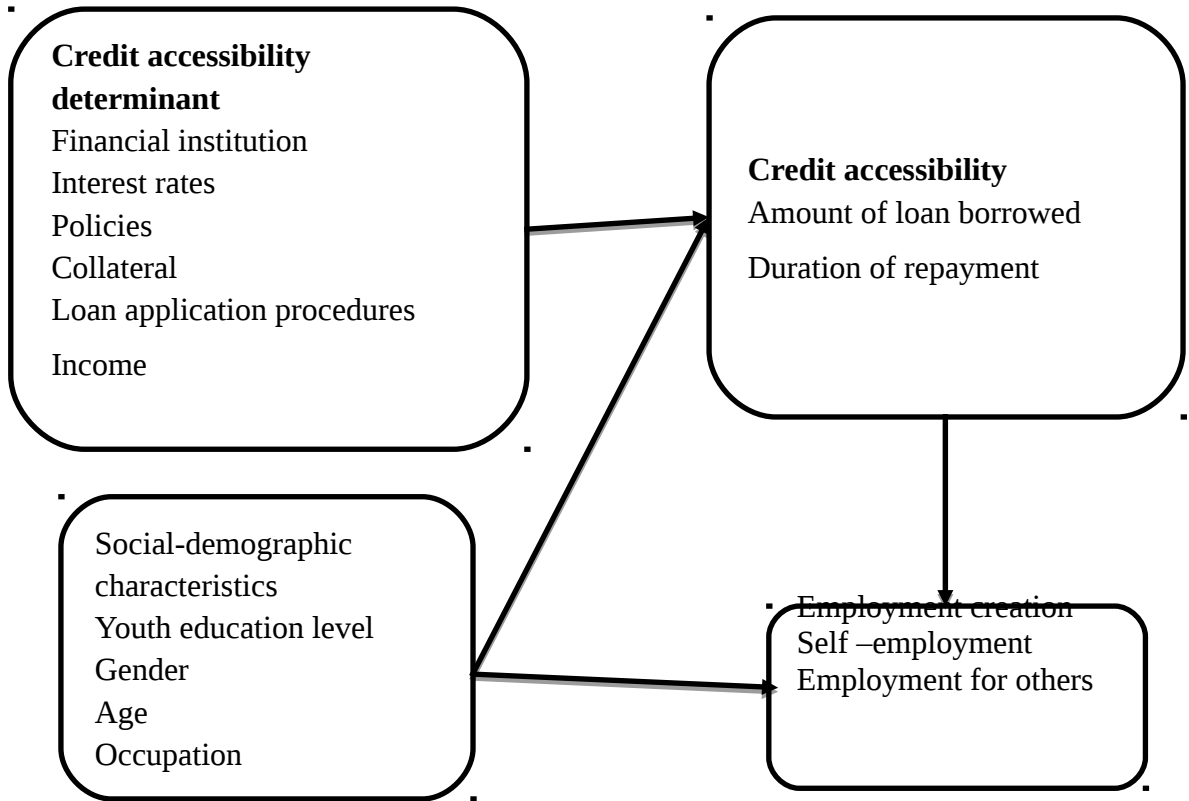 Credit accessibility
determinant
Financial institution
Interest rates
Policies
Collateral
Loan application procedures
Income
Credit accessibility
Amount of loan borrowed
Duration of repayment
Social-demographic
characteristics
Youth education level
Gender
Age
Occupation
Employment creation
Self –employment
Employment for others